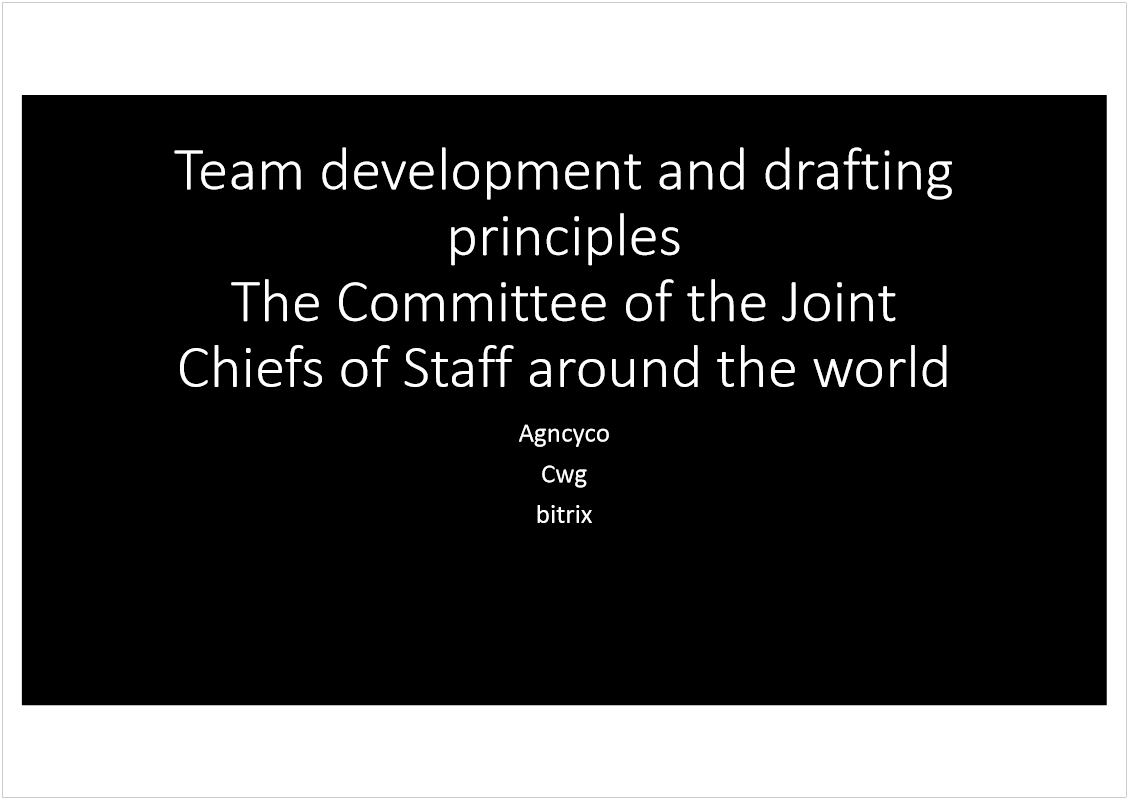 Team development and drafting
principles
The Committee of the Joint
Chiefs of Staff around the world
Agncyco
Cwg
bitrix